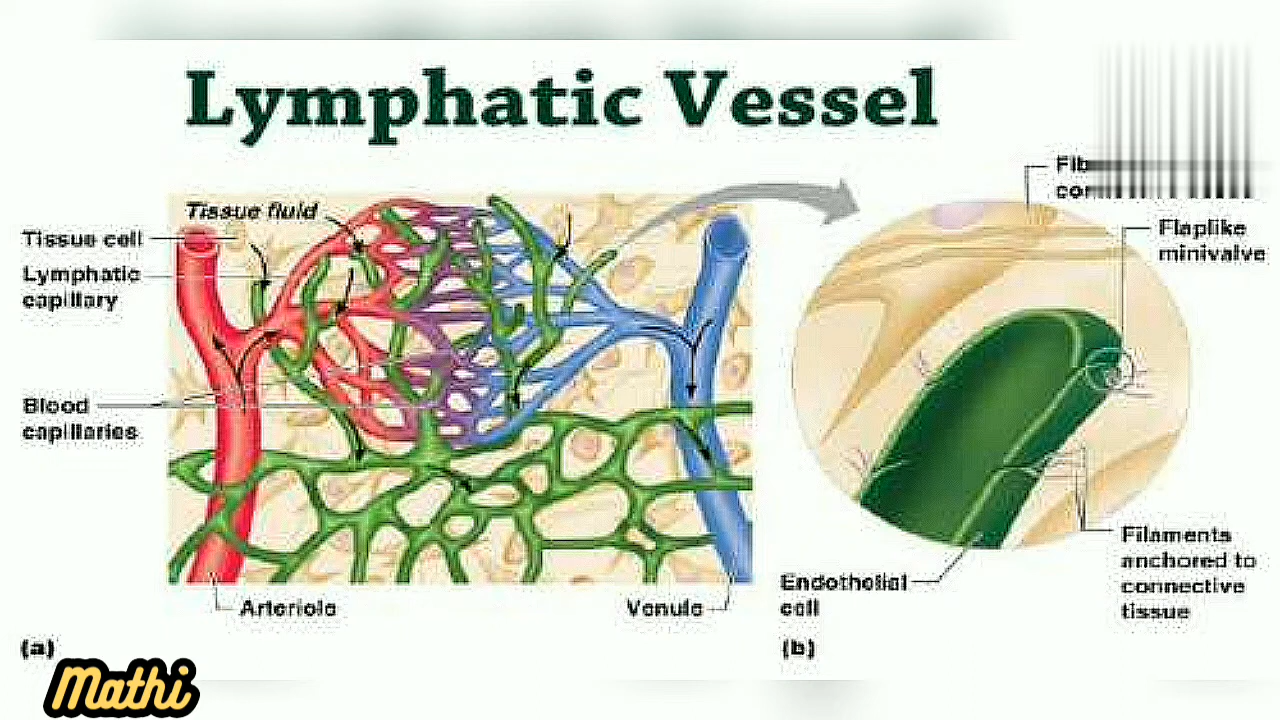 Lymphatic Vessel
Tissue fluid
Tissue cell
Lymphatic
capillary
Blood
capillaries
Arteriole
Venule
(a)
Flaplike
minivalve
Filaments
anchored to
connective
tissue
Endothelial
cell
(b)
Mathi